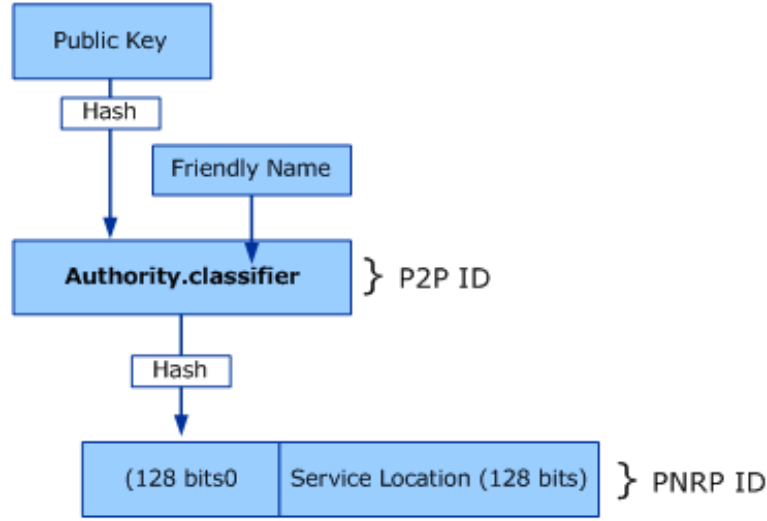 Public Key
Hash
Friendly Name
Authority.classifier
} P2P ID
Hash
(128 bits0
Service Location (128 bits)
} PNRP ID